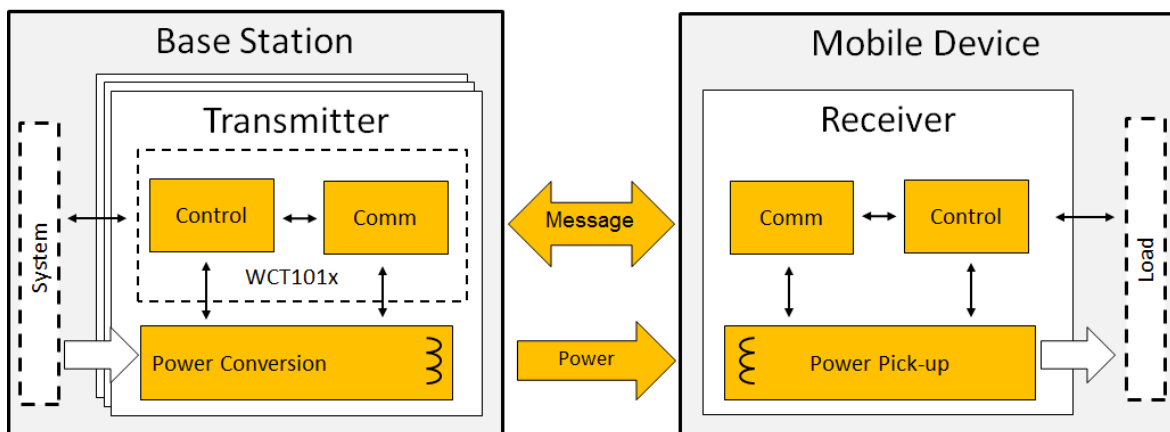 Base Station
Mobile Device
Transmitter
Receiver
System
Control
Comm
WCT101x
Power Conversion
Message
Power
Comm
Control
Power Pick-up
Load